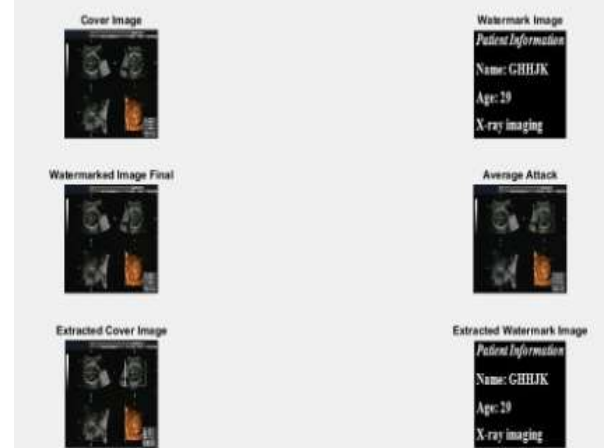 Cover Image
Watermark Image
Patient Information
Name: GHHJK
Age: 29
X-ray imaging
Watermarked Image Final
Average Attack
Extracted Cover Image
Extracted Watermark Image
Patient Information
Name: GHHJK
Age: 29
X-ray imaging